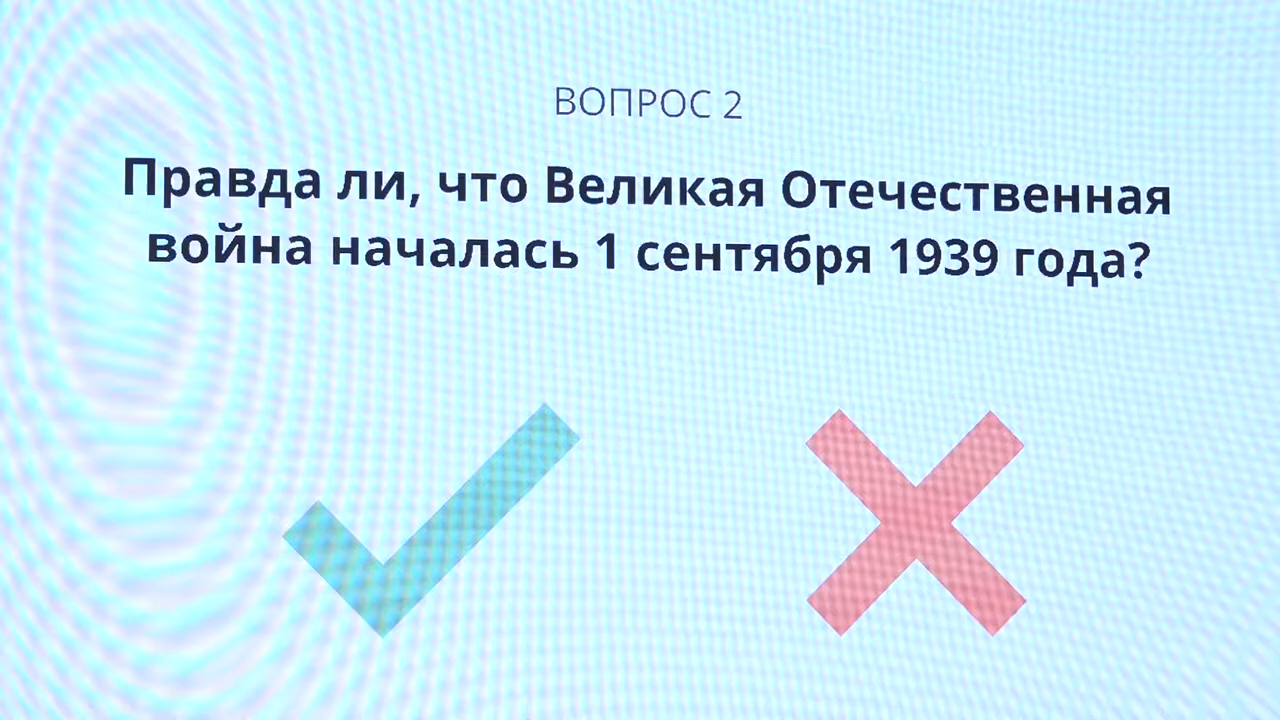 ВОПРОС 2
Правда ли, что Великая Отечественная
война началась 1 сентября 1939 года?